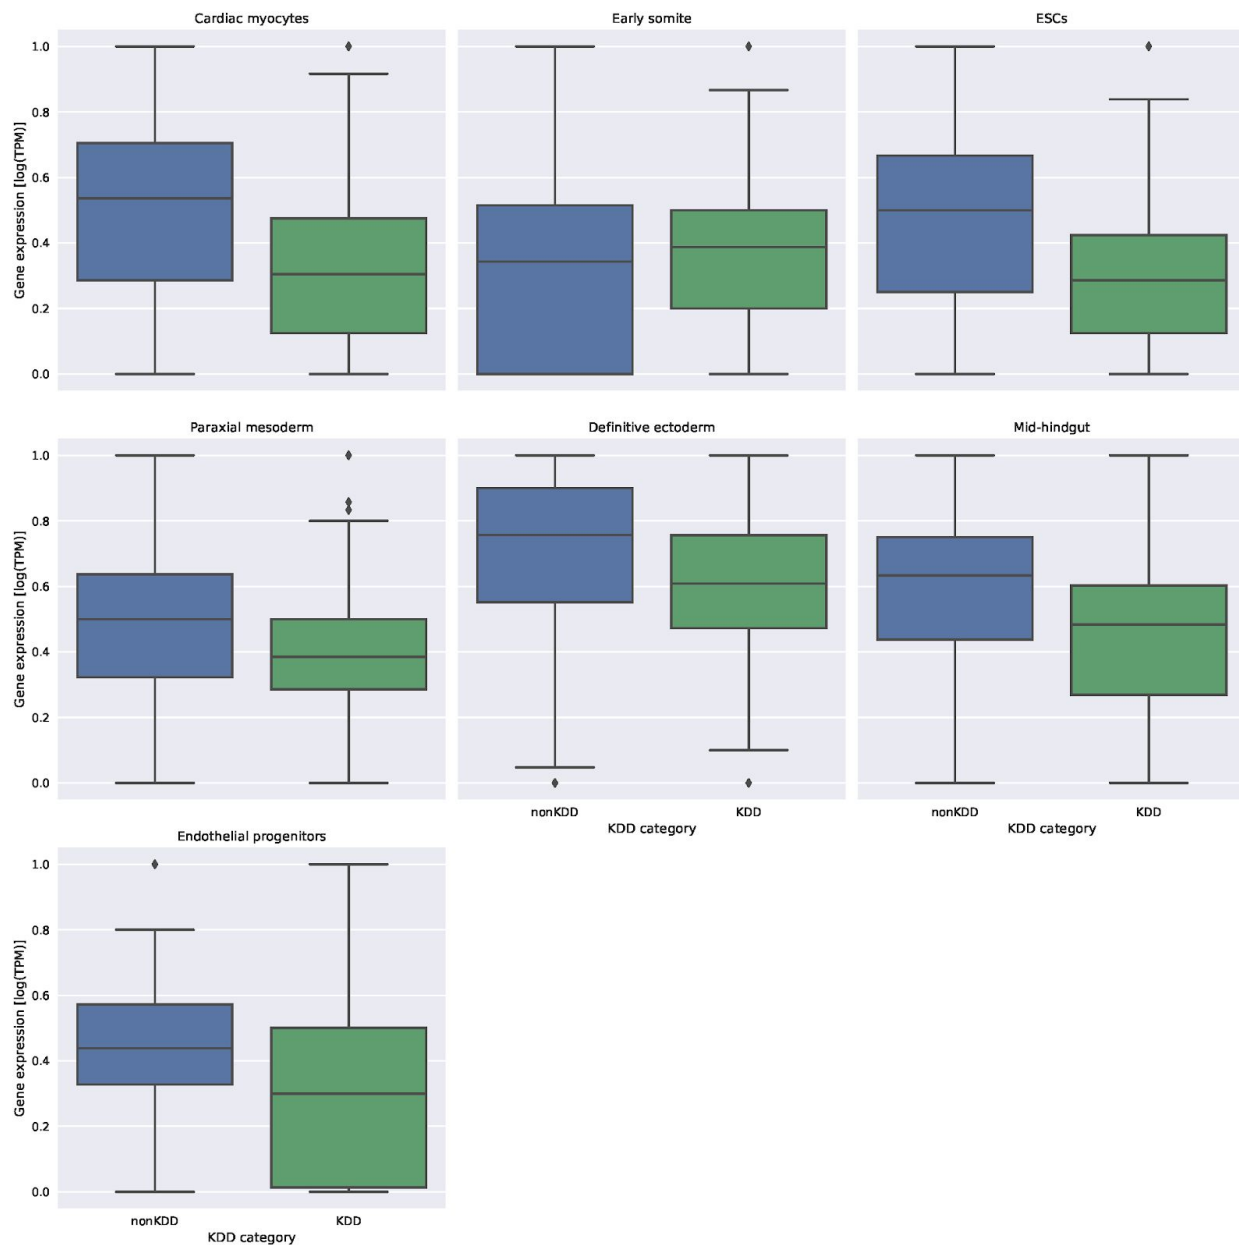 Cardiac myocytes
Early somite
ESCs
Gene expression [log(TPM)]
1.0
0.8
0.6
0.4
0.2
0.0
Paraxial mesoderm
Definitive ectoderm
Mid-hindgut
Gene expression [log(TPM)]
1.0
0.8
0.6
0.4
0.2
0.0
nonKDD KDD
KDD category
nonKDD KDD
KDD category
Endothelial progenitors
Gene expression [log(TPM)]
1.0
0.8
0.6
0.4
0.2
0.0
nonKDD KDD
KDD category